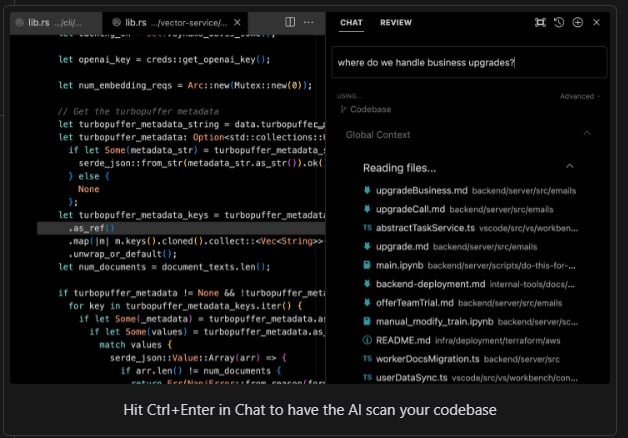 lib.rs .../cli/...
lib.rs .../vector-service/...
let openai_key = creds::get_openai_key();
let num_embedding_reqs = Arc::new(Mutex::new(0));
// Get the turbopuffer metadata
let turbopuffer_metadata_string = data.turbopuffer_m
let turbopuffer_metadata: Option<std::collections::
if let Some(metadata_str) = turbopuffer_metadata_s
serde_json::from_str(metadata_str.as_str()).ok(
} else {
None
};
let turbopuffer_metadata_keys = turbopuffer_metadata
.as_ref()
.map(|m| m.keys().cloned().collect::<Vec<String>>
.unwrap_or_default();
let num_documents = document_texts.len();
if turbopuffer_metadata != None && !turbopuffer_met
for key in turbopuffer_metadata_keys.iter() {
if let Some(_metadata) = turbopuffer_metadata.as
if let Some(values) = turbopuffer_metadata.as_
match values {
serde_json::Value::Array(arr) => {
if arr.len() != num_documents {
CHAT REVIEW
where do we handle business upgrades?
USING...
Advanced
Codebase
Global Context
Reading files...
upgradeBusiness.md backend/server/src/emails
upgradeCall.md backend/server/src/emails
TS abstractTaskService.ts vscode/src/vs/workben...
upgrade.md backend/server/src/emails
main.ipynb backend/server/scripts/do-this-for-...
backend-deployment.md internal-tools/docs/...
offerTeamTrial.md backend/server/src/emails
manual_modify_train.ipynb backend/server/sc...
README.md infra/deployment/terraform/aws
TS workerDocsMigration.ts backend/server/src
TS userDataSync.ts vscode/src/vs/workbench/con...
Hit Ctrl+Enter in Chat to have the AI scan your codebase